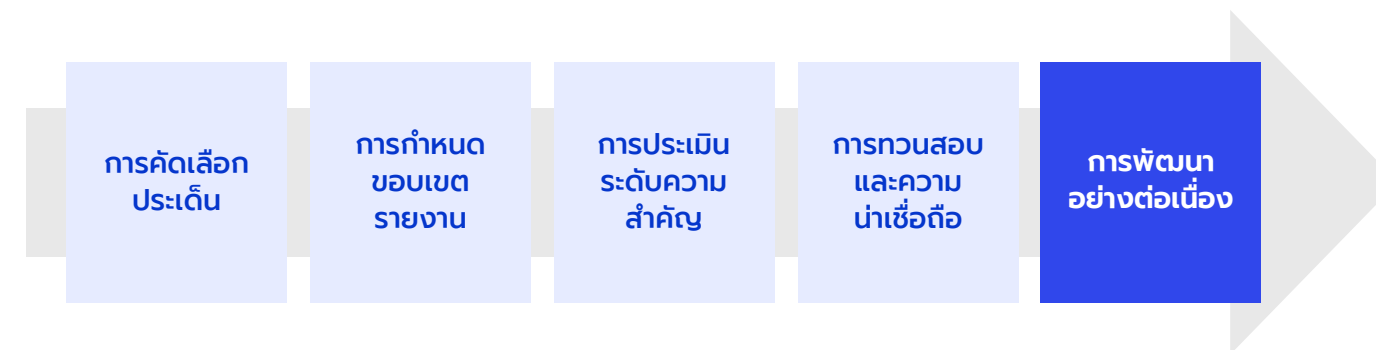 การคัดเลือก
ประเด็น
การกำหนด
ขอบเขต
รายงาน
การประเมิน
ระดับความ
สำคัญ
การทวนสอบ
และความ
น่าเชื่อถือ
การพัฒนา
อย่างต่อเนื่อง